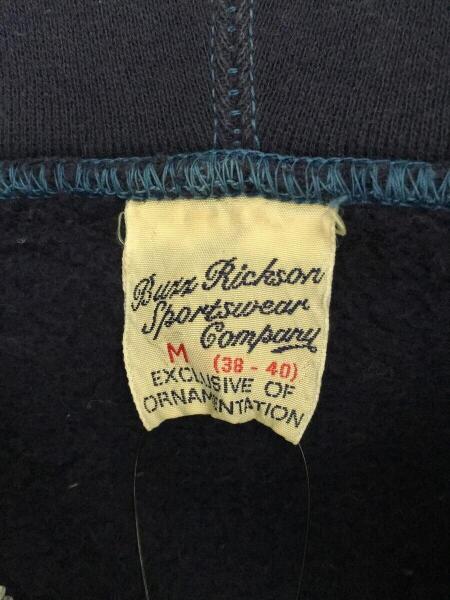 Buzz Rickson
Sportswear
Company
M (38 - 40)
EXCLUSIVE OF
ORNAMENTATION